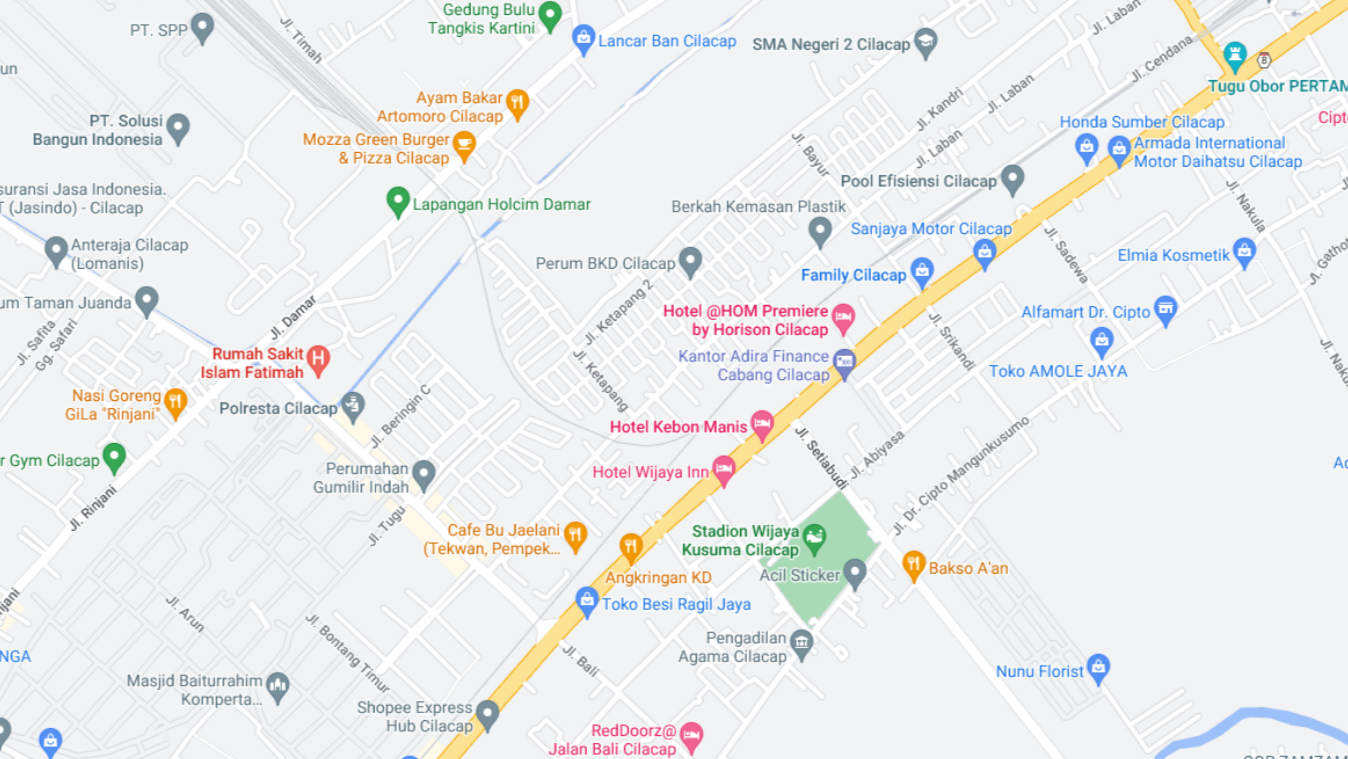 Gedung Bulu
Tangkis Kartini
PT. SPP
Jl. Timah
Lancar Ban Cilacap
SMA Negeri 2 Cilacap
Jl. Laban
Jl. Cendana
Tugu Obor PERTAM
8
un
Ayam Bakar
Artomoro Cilacap
Jl. Kandri
Jl. Laban
PT. Solusi
Bangun Indonesia
Mozza Green Burger
& Pizza Cilacap
Jl. Bayur
Jl. Laban
Honda Sumber Cilacap
Cipto
Armada International
Motor Daihatsu Cilacap
suransi Jasa Indonesia.
T (Jasindo) - Cilacap
Lapangan Holcim Damar
Pool Efisiensi Cilacap
Berkah Kemasan Plastik
Jl. Nakula
Sanjaya Motor Cilacap
Anteraja Cilacap
(Lomanis)
Perum BKD Cilacap
Family Cilacap
Jl. Sadewa
Elmia Kosmetik
Jl. Gathot
um Taman Juanda
Jl. Damar
Jl. Ketapang 2
Hotel @HOM Premiere
by Horison Cilacap
Alfamart Dr. Cipto
Jl. Safita
Gg. Safari
Jl. Srikandi
Jl. Nakula
Rumah Sakit
Islam Fatimah
Jl. Ketapang
Kantor Adira Finance
Cabang Cilacap
Toko AMOLE JAYA
Nasi Goreng
GiLa "Rinjani"
Polresta Cilacap
Jl. Beringin C
Hotel Kebon Manis
Jl. Setiabudi
Jl. Abiyasa
Jl. Dr. Cipto Mangunkusumo
r Gym Cilacap
Perumahan
Gumilir Indah
Hotel Wijaya Inn
Jl. Rinjani
Jl. Tugu
Cafe Bu Jaelani
(Tekwan, Pempek...
Stadion Wijaya
Kusuma Cilacap
Angkringan KD
Acil Sticker
Bakso A'an
njani
Jl. Arun
Toko Besi Ragil Jaya
Jl. Bontang Timur
Jl. Bali
Pengadilan
Agama Cilacap
NGA
Masjid Baiturrahim
Komperta...
Nunu Florist
Shopee Express
Hub Cilacap
RedDoorz@
Jalan Bali Cilacap